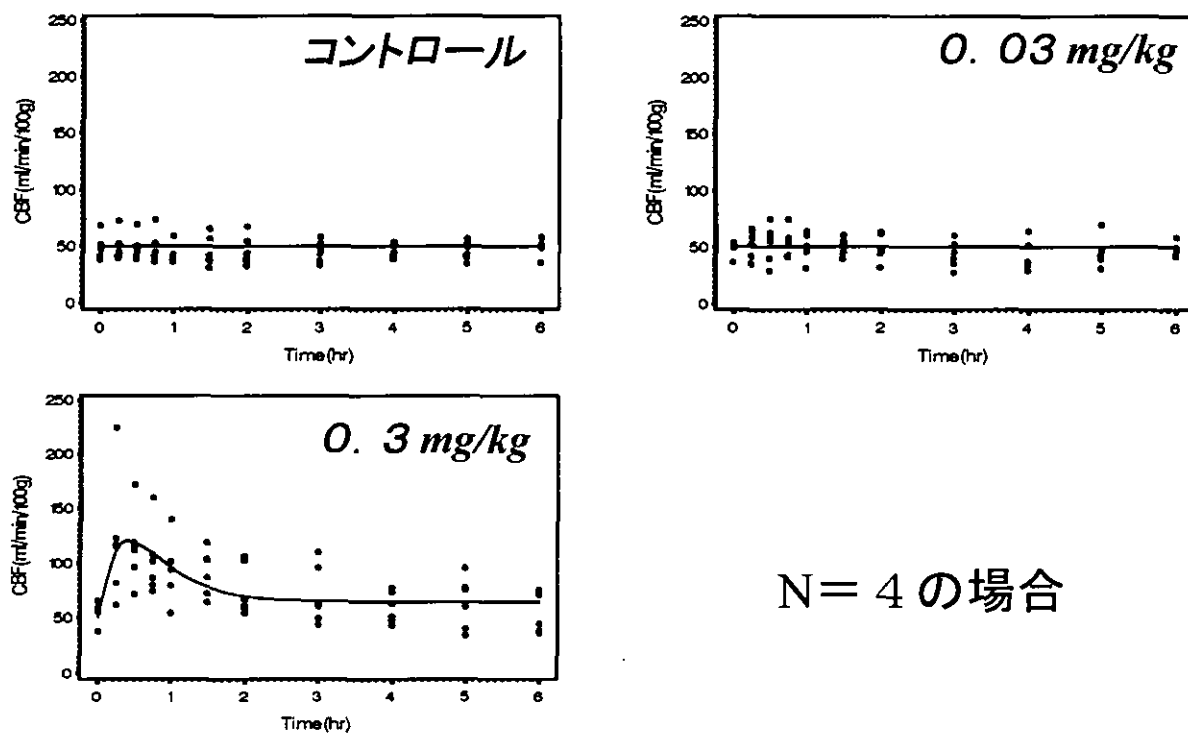 コントロール
250
200
150
100
50
0
CBF(ml/min/100g)
0 1 2 3 4 5 6
Time(hr)
0. 03 mg/kg
250
200
150
100
50
0
CBF(ml/min/100g)
0 1 2 3 4 5 6
Time(hr)
0. 3 mg/kg
250
200
150
100
50
0
CBF(ml/min/100g)
0 1 2 3 4 5 6
Time(hr)
N=4の場合